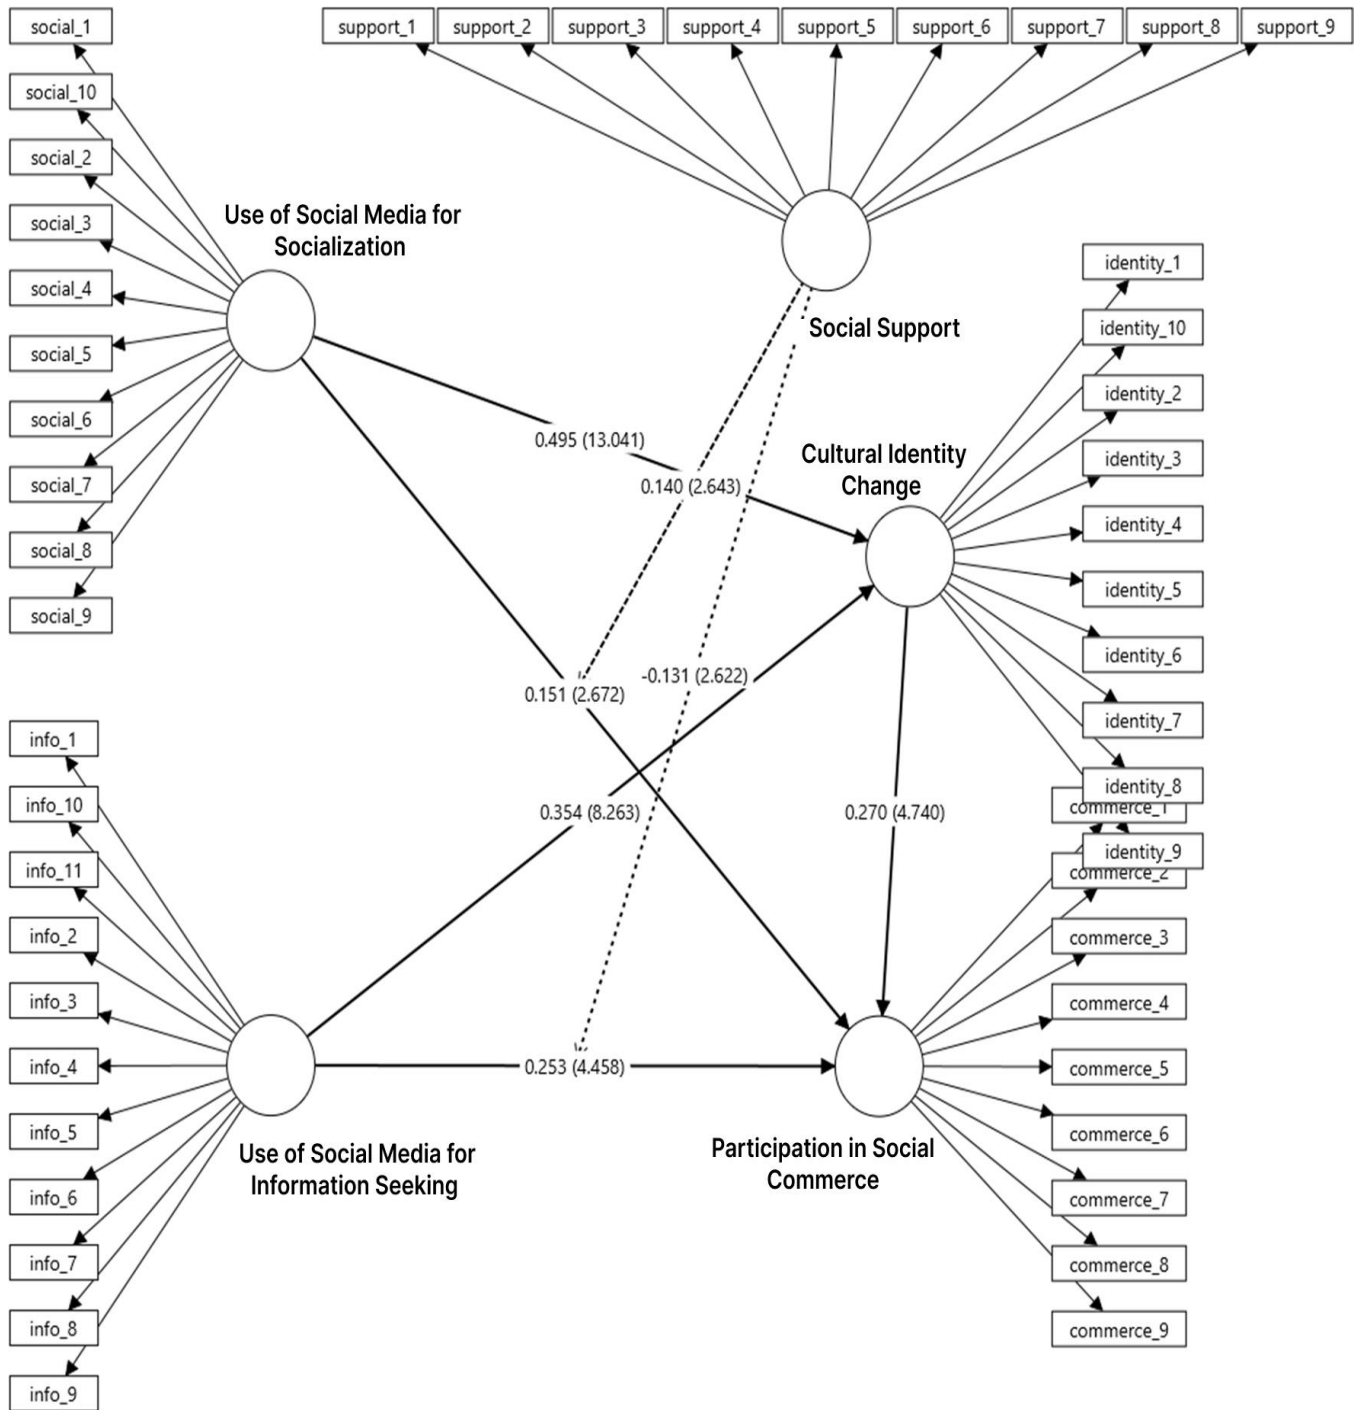 social_1
social_10
social_2
social_3
social_4
social_5
social_6
social_7
social_8
social_9
support_1
support_2
support_3
support_4
support_5
support_6
support_7
support_8
support_9
Use of Social Media for
Socialization
Social Support
identity_1
identity_10
identity_2
identity_3
identity_4
identity_5
identity_6
identity_7
identity_8
identity_9
Cultural Identity
Change
0.495 (13.041)
0.140 (2.643)
-0.131 (2.622)
0.151 (2.672)
0.354 (8.263)
0.270 (4.740)
0.253 (4.458)
info_1
info_10
info_11
info_2
info_3
info_4
info_5
info_6
info_7
info_8
info_9
Use of Social Media for
Information Seeking
Participation in Social
Commerce
commerce_1
commerce_2
commerce_3
commerce_4
commerce_5
commerce_6
commerce_7
commerce_8
commerce_9